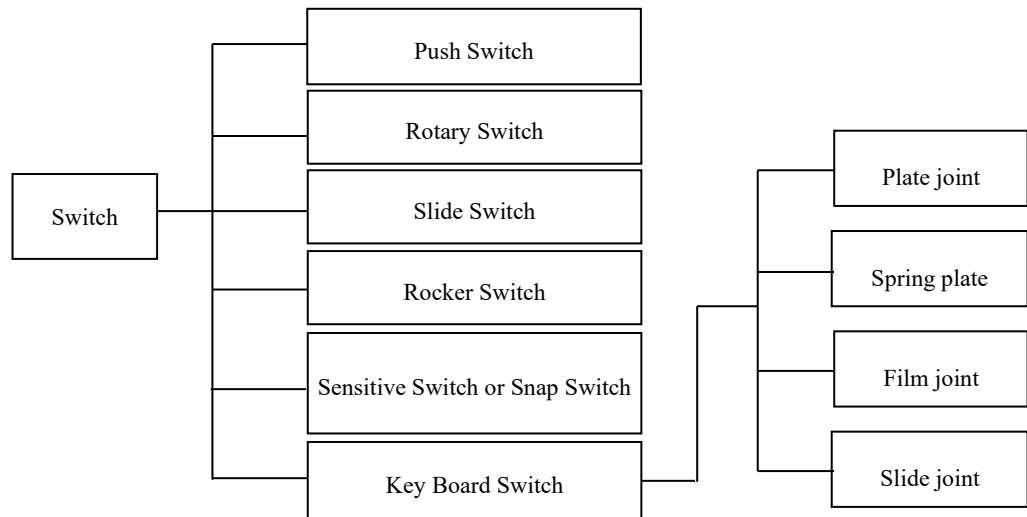 Push Switch
Rotary Switch
Switch
Slide Switch
Rocker Switch
Sensitive Switch or Snap Switch
Key Board Switch
Plate joint
Spring plate
Film joint
Slide joint